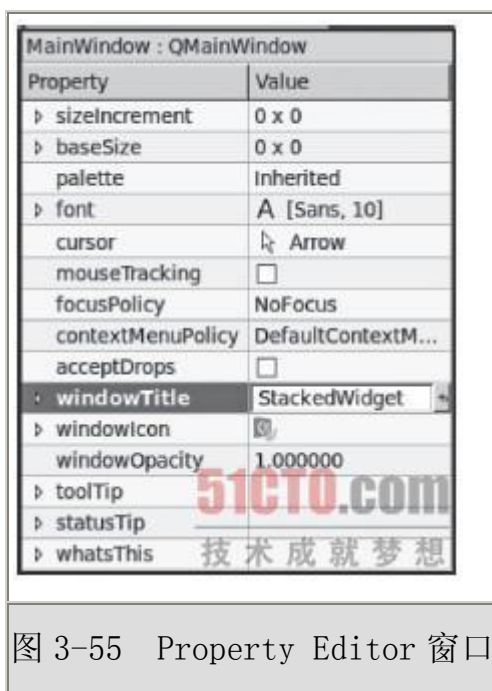 MainWindow : QMainWindow
Property Value
sizeIncrement 0 x 0
baseSize 0 x 0
palette Inherited
font A [Sans, 10]
cursor Arrow
mouseTracking
focusPolicy NoFocus
contextMenuPolicy DefaultContextM...
acceptDrops
windowTitle StackedWidget
windowIcon
windowOpacity 1.000000
toolTip
51CTO.com
statusTip
whatsThis
技术成就梦想
图 3-55 Property Editor 窗口